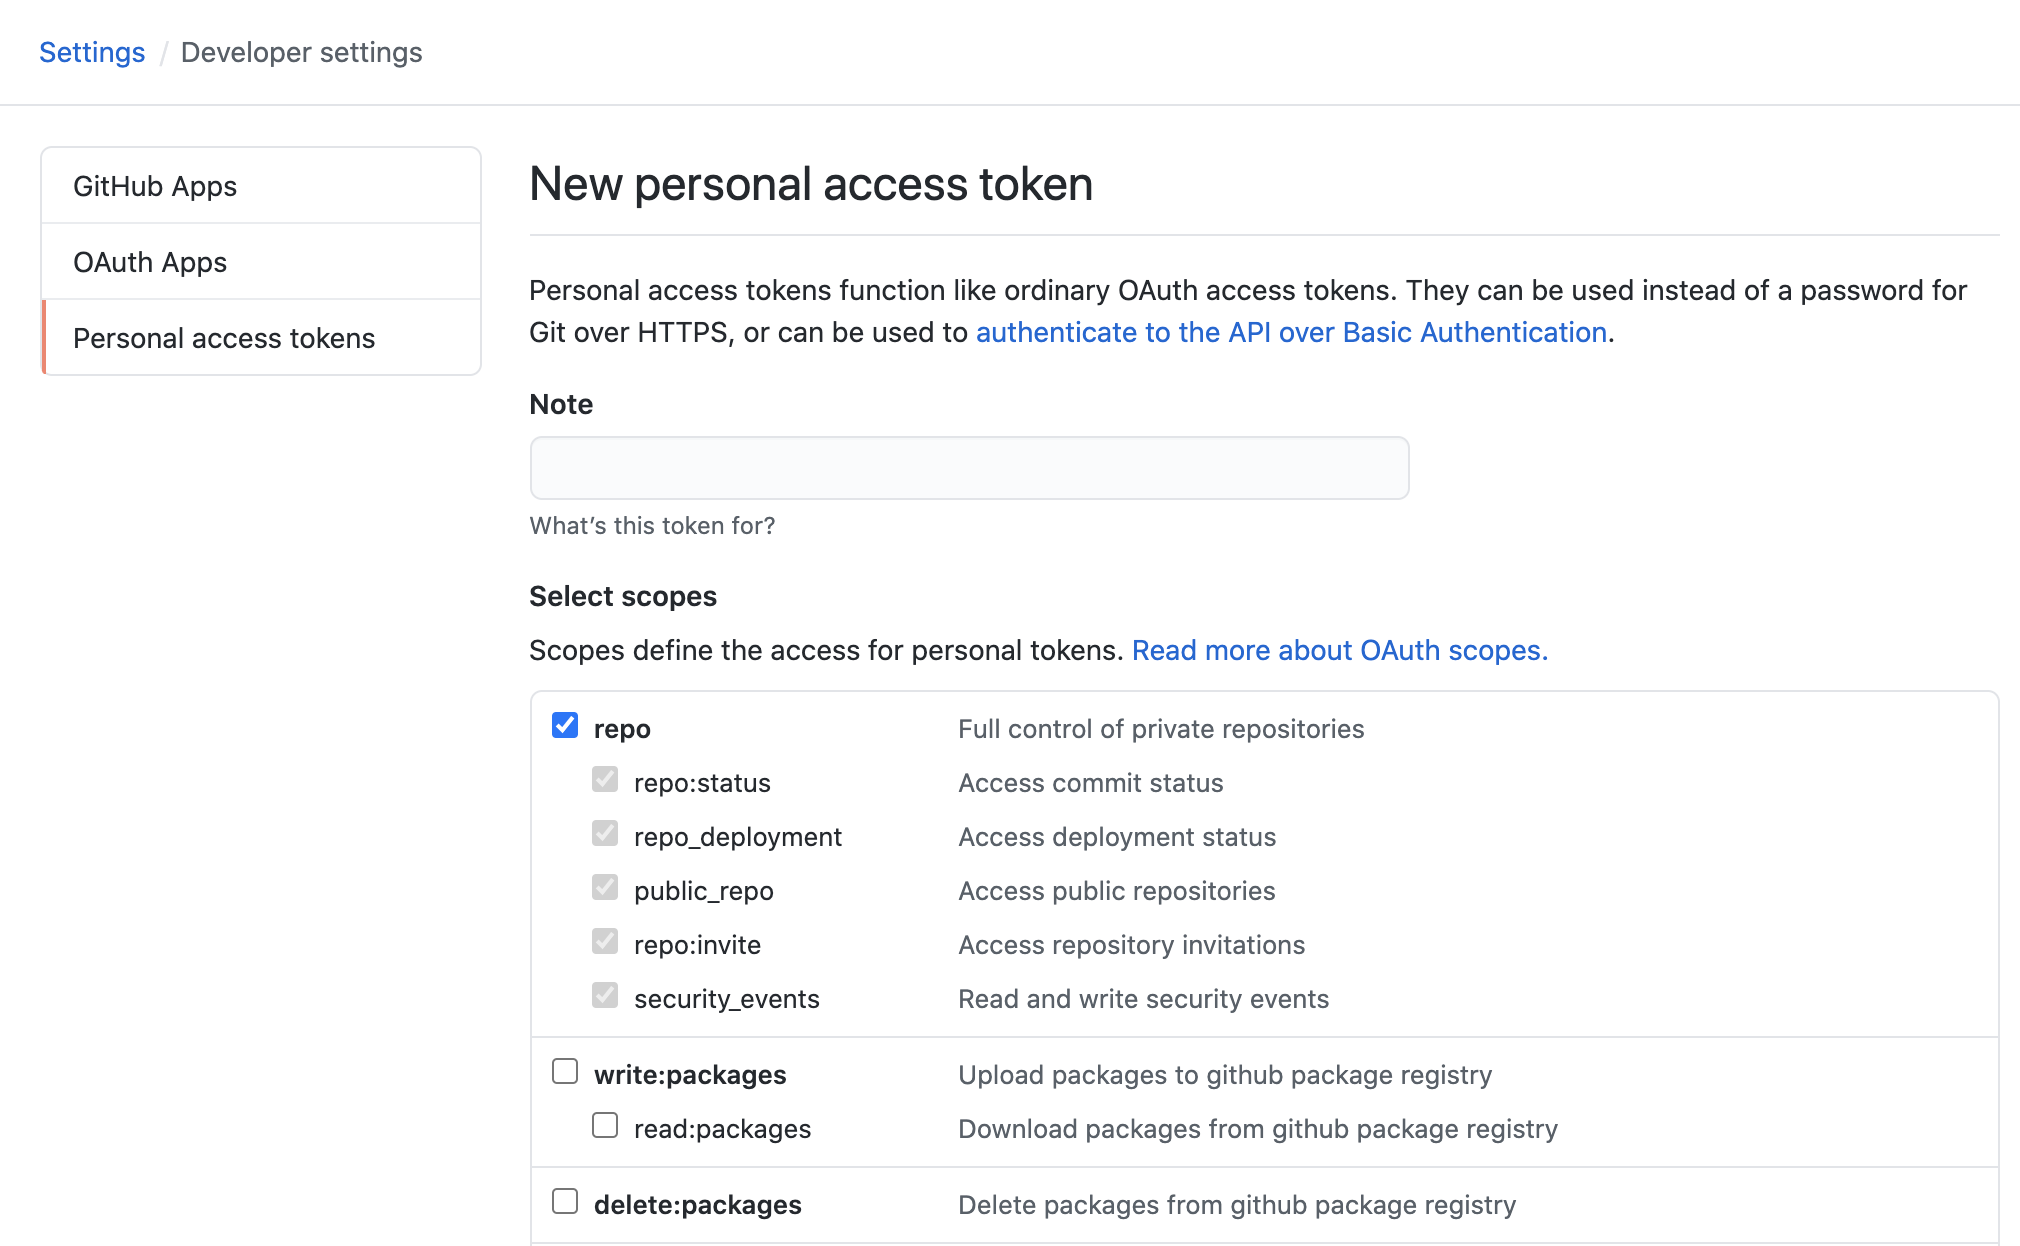 Settings / Developer settings
GitHub Apps
OAuth Apps
Personal access tokens
New personal access token
Personal access tokens function like ordinary OAuth access tokens. They can be used instead of a password for
Git over HTTPS, or can be used to authenticate to the API over Basic Authentication.
Note
What’s this token for?
Select scopes
Scopes define the access for personal tokens. Read more about OAuth scopes.
repo Full control of private repositories
repo:status Access commit status
repo_deployment Access deployment status
public_repo Access public repositories
repo:invite Access repository invitations
security_events Read and write security events
write:packages Upload packages to github package registry
read:packages Download packages from github package registry
delete:packages Delete packages from github package registry